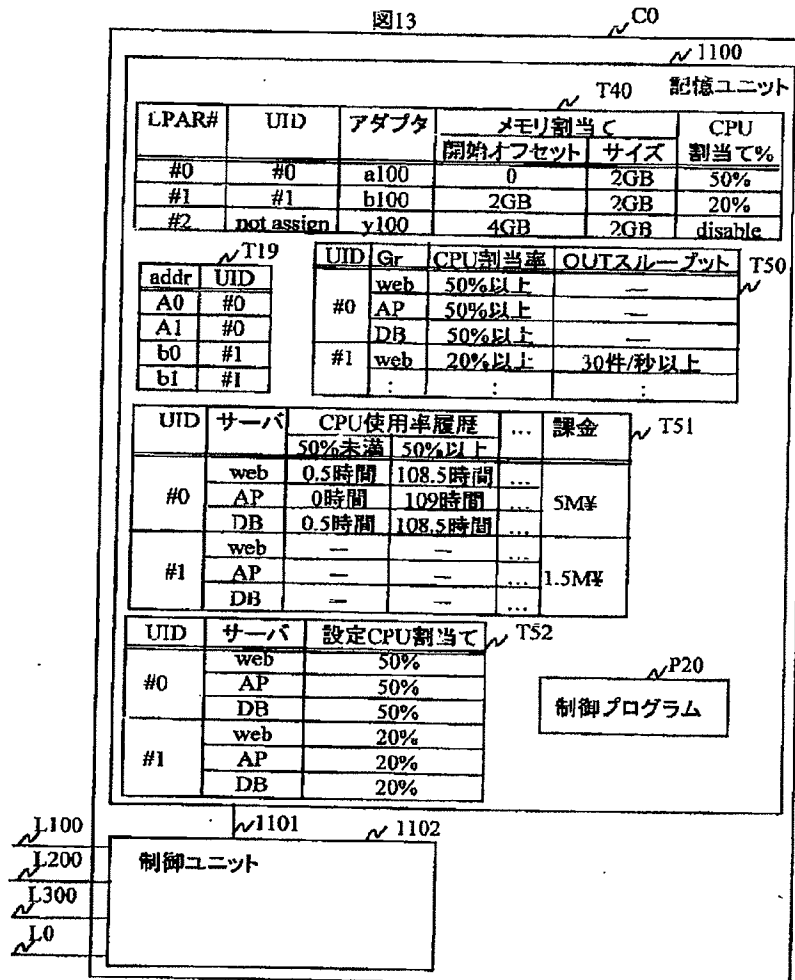 図13
C0
1100
記憶ユニット
T40
LPAR# UID アダプタ メモリ割当て CPU
開始オフセット サイズ 割当て%
#0 #0 a100 0 2GB 50%
#1 #1 b100 2GB 2GB 20%
#2 not assign y100 4GB 2GB disable
T19
addr UID
A0 #0
A1 #0
b0 #1
b1 #1
T50
UID Gr CPU割当率 OUTスループット
#0
web 50%以上 —
AP 50%以上 —
DB 50%以上 —
#1 web 20%以上 30件/秒以上
: : :
T51
UID サーバ CPU使用率履歴 … 課金
50%未満 50%以上
#0 5M¥
web 0.5時間 108.5時間 …
AP 0時間 109時間 …
DB 0.5時間 108.5時間 …
#1 1.5M¥
web — — …
AP — — …
DB — — …
T52
UID サーバ 設定CPU割当て
#0
web 50%
AP 50%
DB 50%
#1
web 20%
AP 20%
DB 20%
P20
制御プログラム
1101
1102
制御ユニット
L100
L200
L300
L0